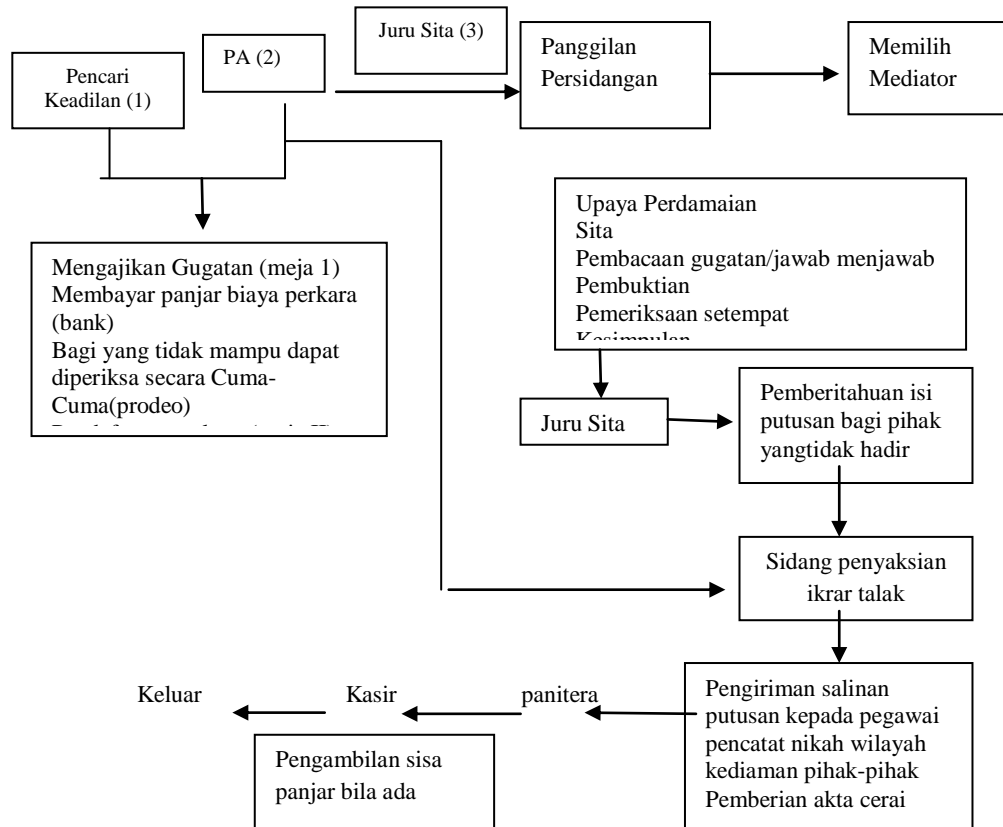 Pencari
Keadilan (1)
PA (2)
Juru Sita (3)
Panggilan
Persidangan
Memilih
Mediator
Mengajikan Gugatan (meja 1)
Membayar panjar biaya perkara
(bank)
Bagi yang tidak mampu dapat
diperiksa secara Cuma-
Cuma(prodeo)
Upaya Perdamaian
Sita
Pembacaan gugatan/jawab menjawab
Pembuktian
Pemeriksaan setempat
Kesimpulan
Juru Sita
Pemberitahuan isi
putusan bagi pihak
yangtidak hadir
Sidang penyaksian
ikrar talak
Pengiriman salinan
putusan kepada pegawai
pencatat nikah wilayah
kediaman pihak-pihak
Pemberian akta cerai
panitera
Kasir
Keluar
Pengambilan sisa
panjar bila ada